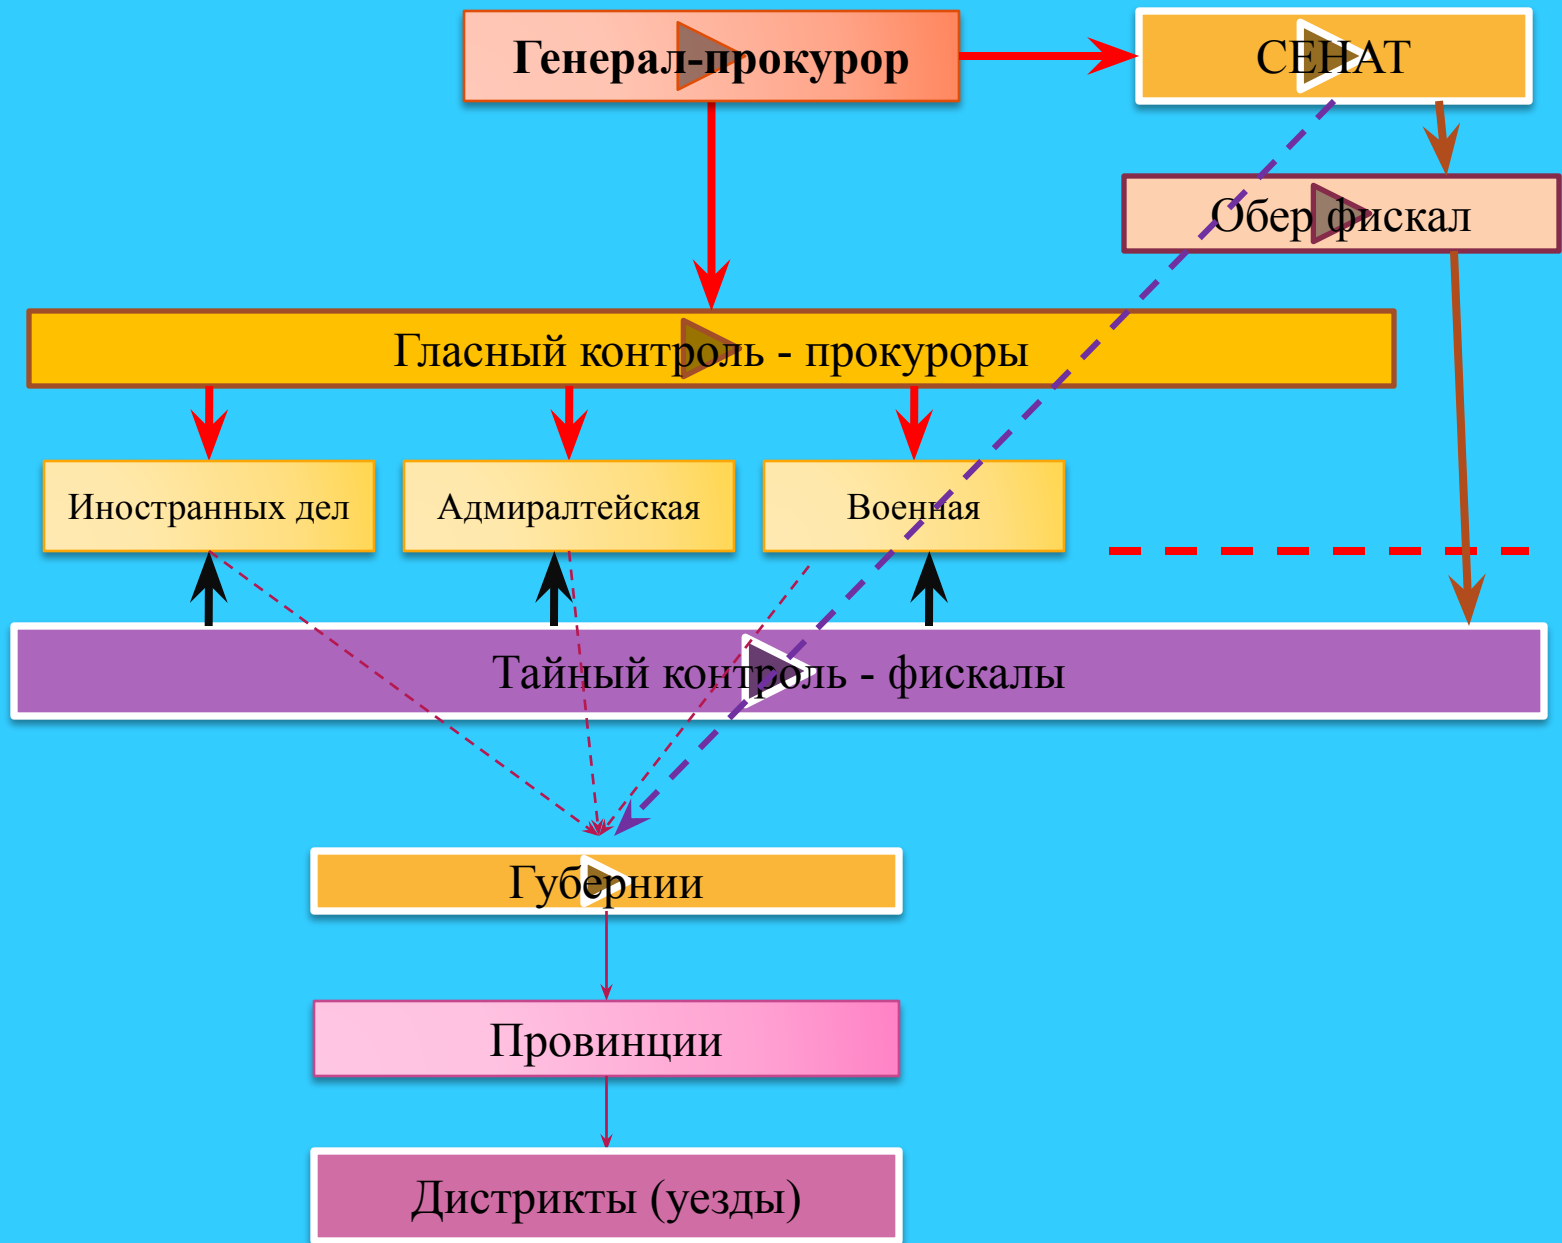 Генерал-прокурор
СЕНАТ
Обер фискал
Гласный контроль - прокуроры
Иностранных дел
Адмиралтейская
Военная
Тайный контроль - фискалы
Губернии
Провинции
Дистрикты (уезды)